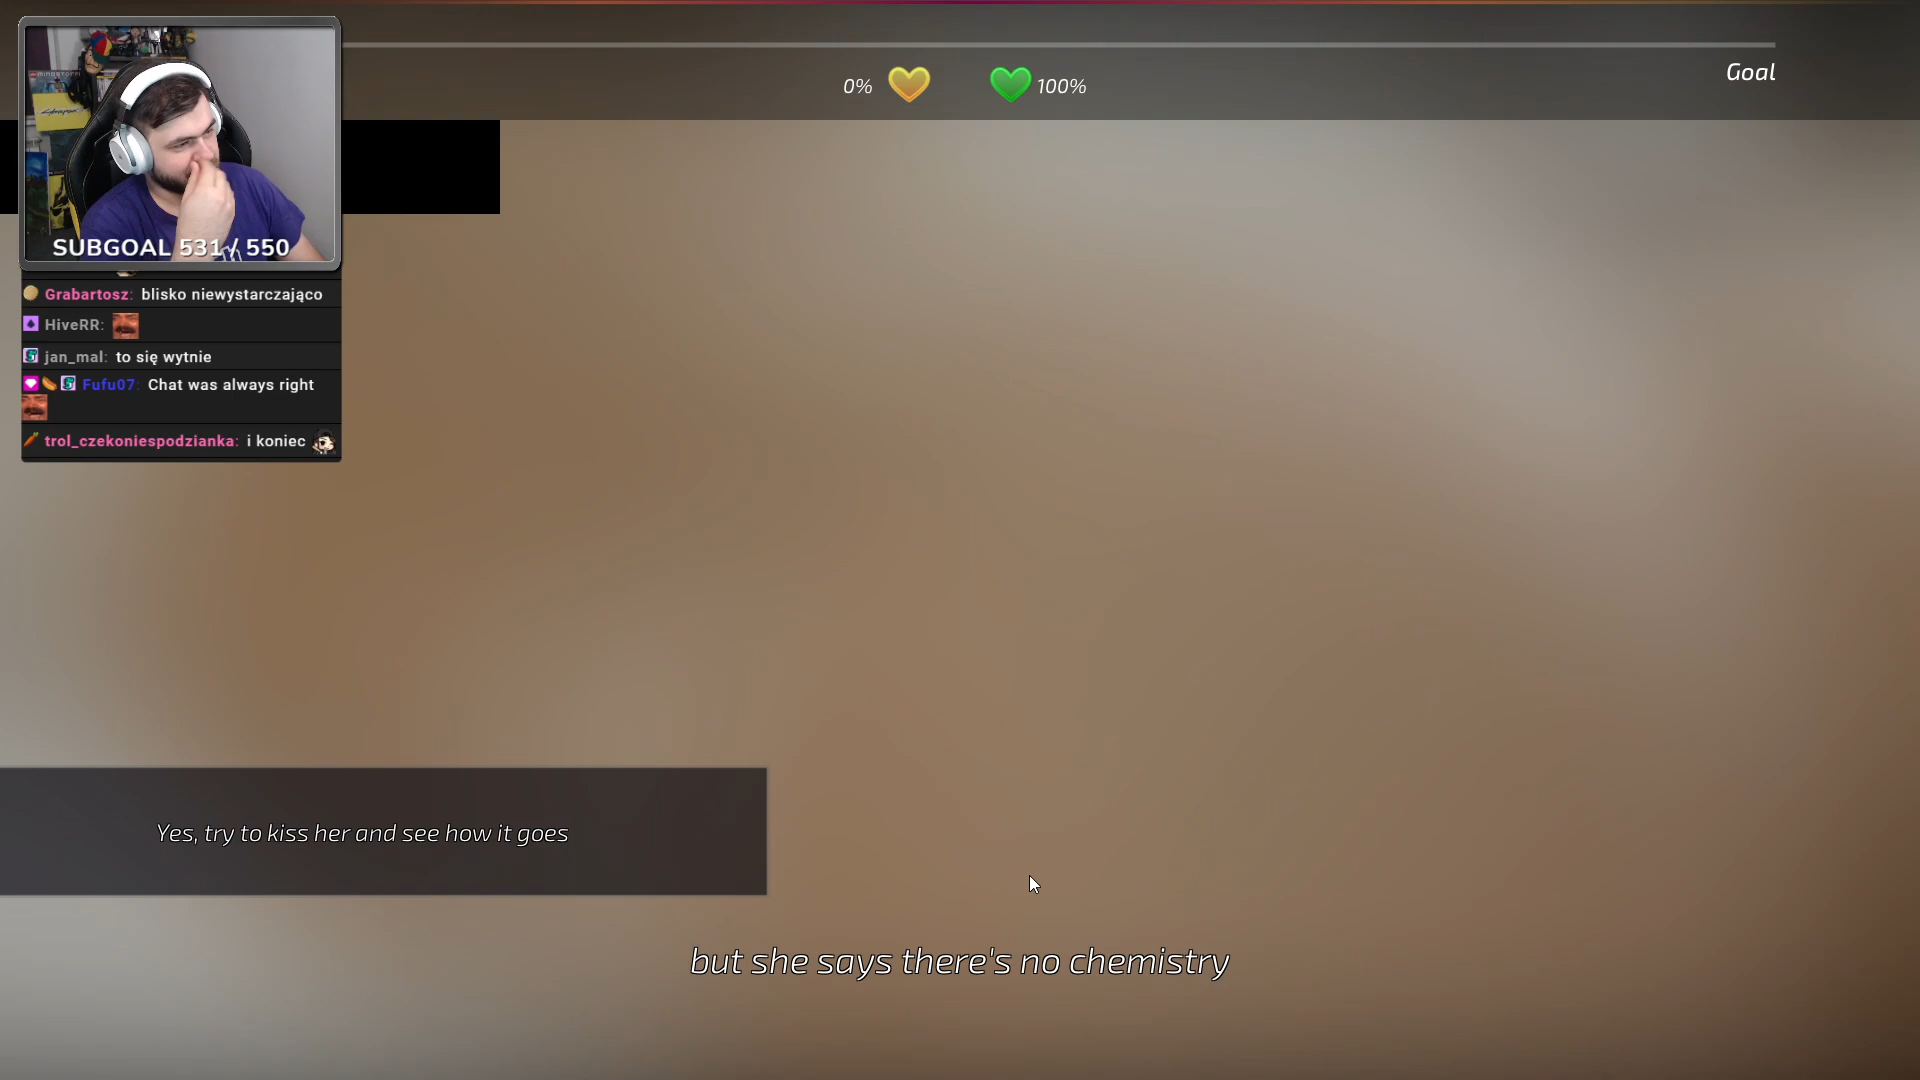 Goal
0%
100%
SUBGOAL 531 / 550
Grabartosz: blisko niewystarczająco
HiveRR:
jan_mal: to się wytnie
Fufu07: Chat was always right
trol_czekoniespodzianka: i koniec
Yes, try to kiss her and see how it goes
but she says there's no chemistry